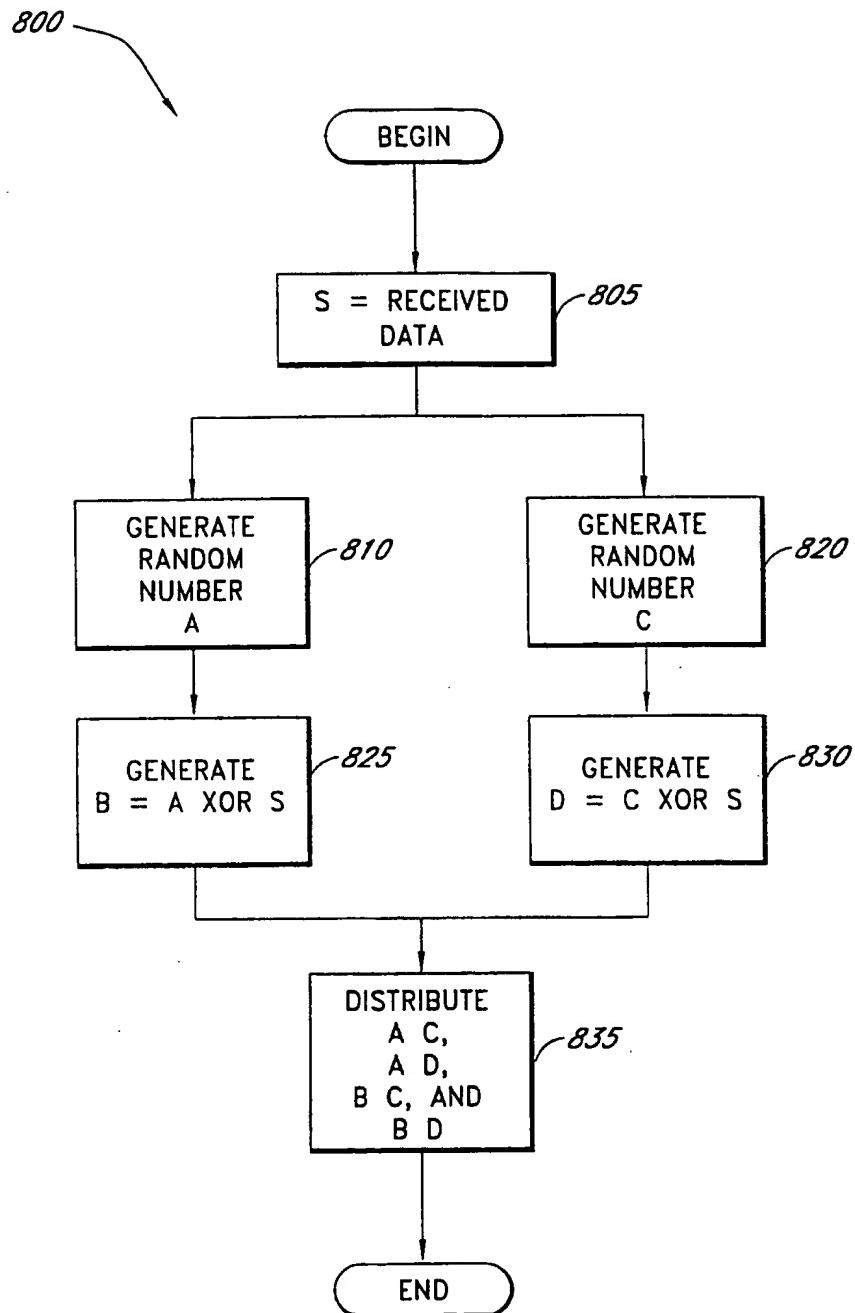 800
BEGIN
S = RECEIVED
DATA
805
GENERATE
RANDOM
NUMBER
A
810
GENERATE
RANDOM
NUMBER
C
820
GENERATE
B = A XOR S
825
GENERATE
D = C XOR S
830
DISTRIBUTE
A C,
A D,
B C, AND
B D
835
END